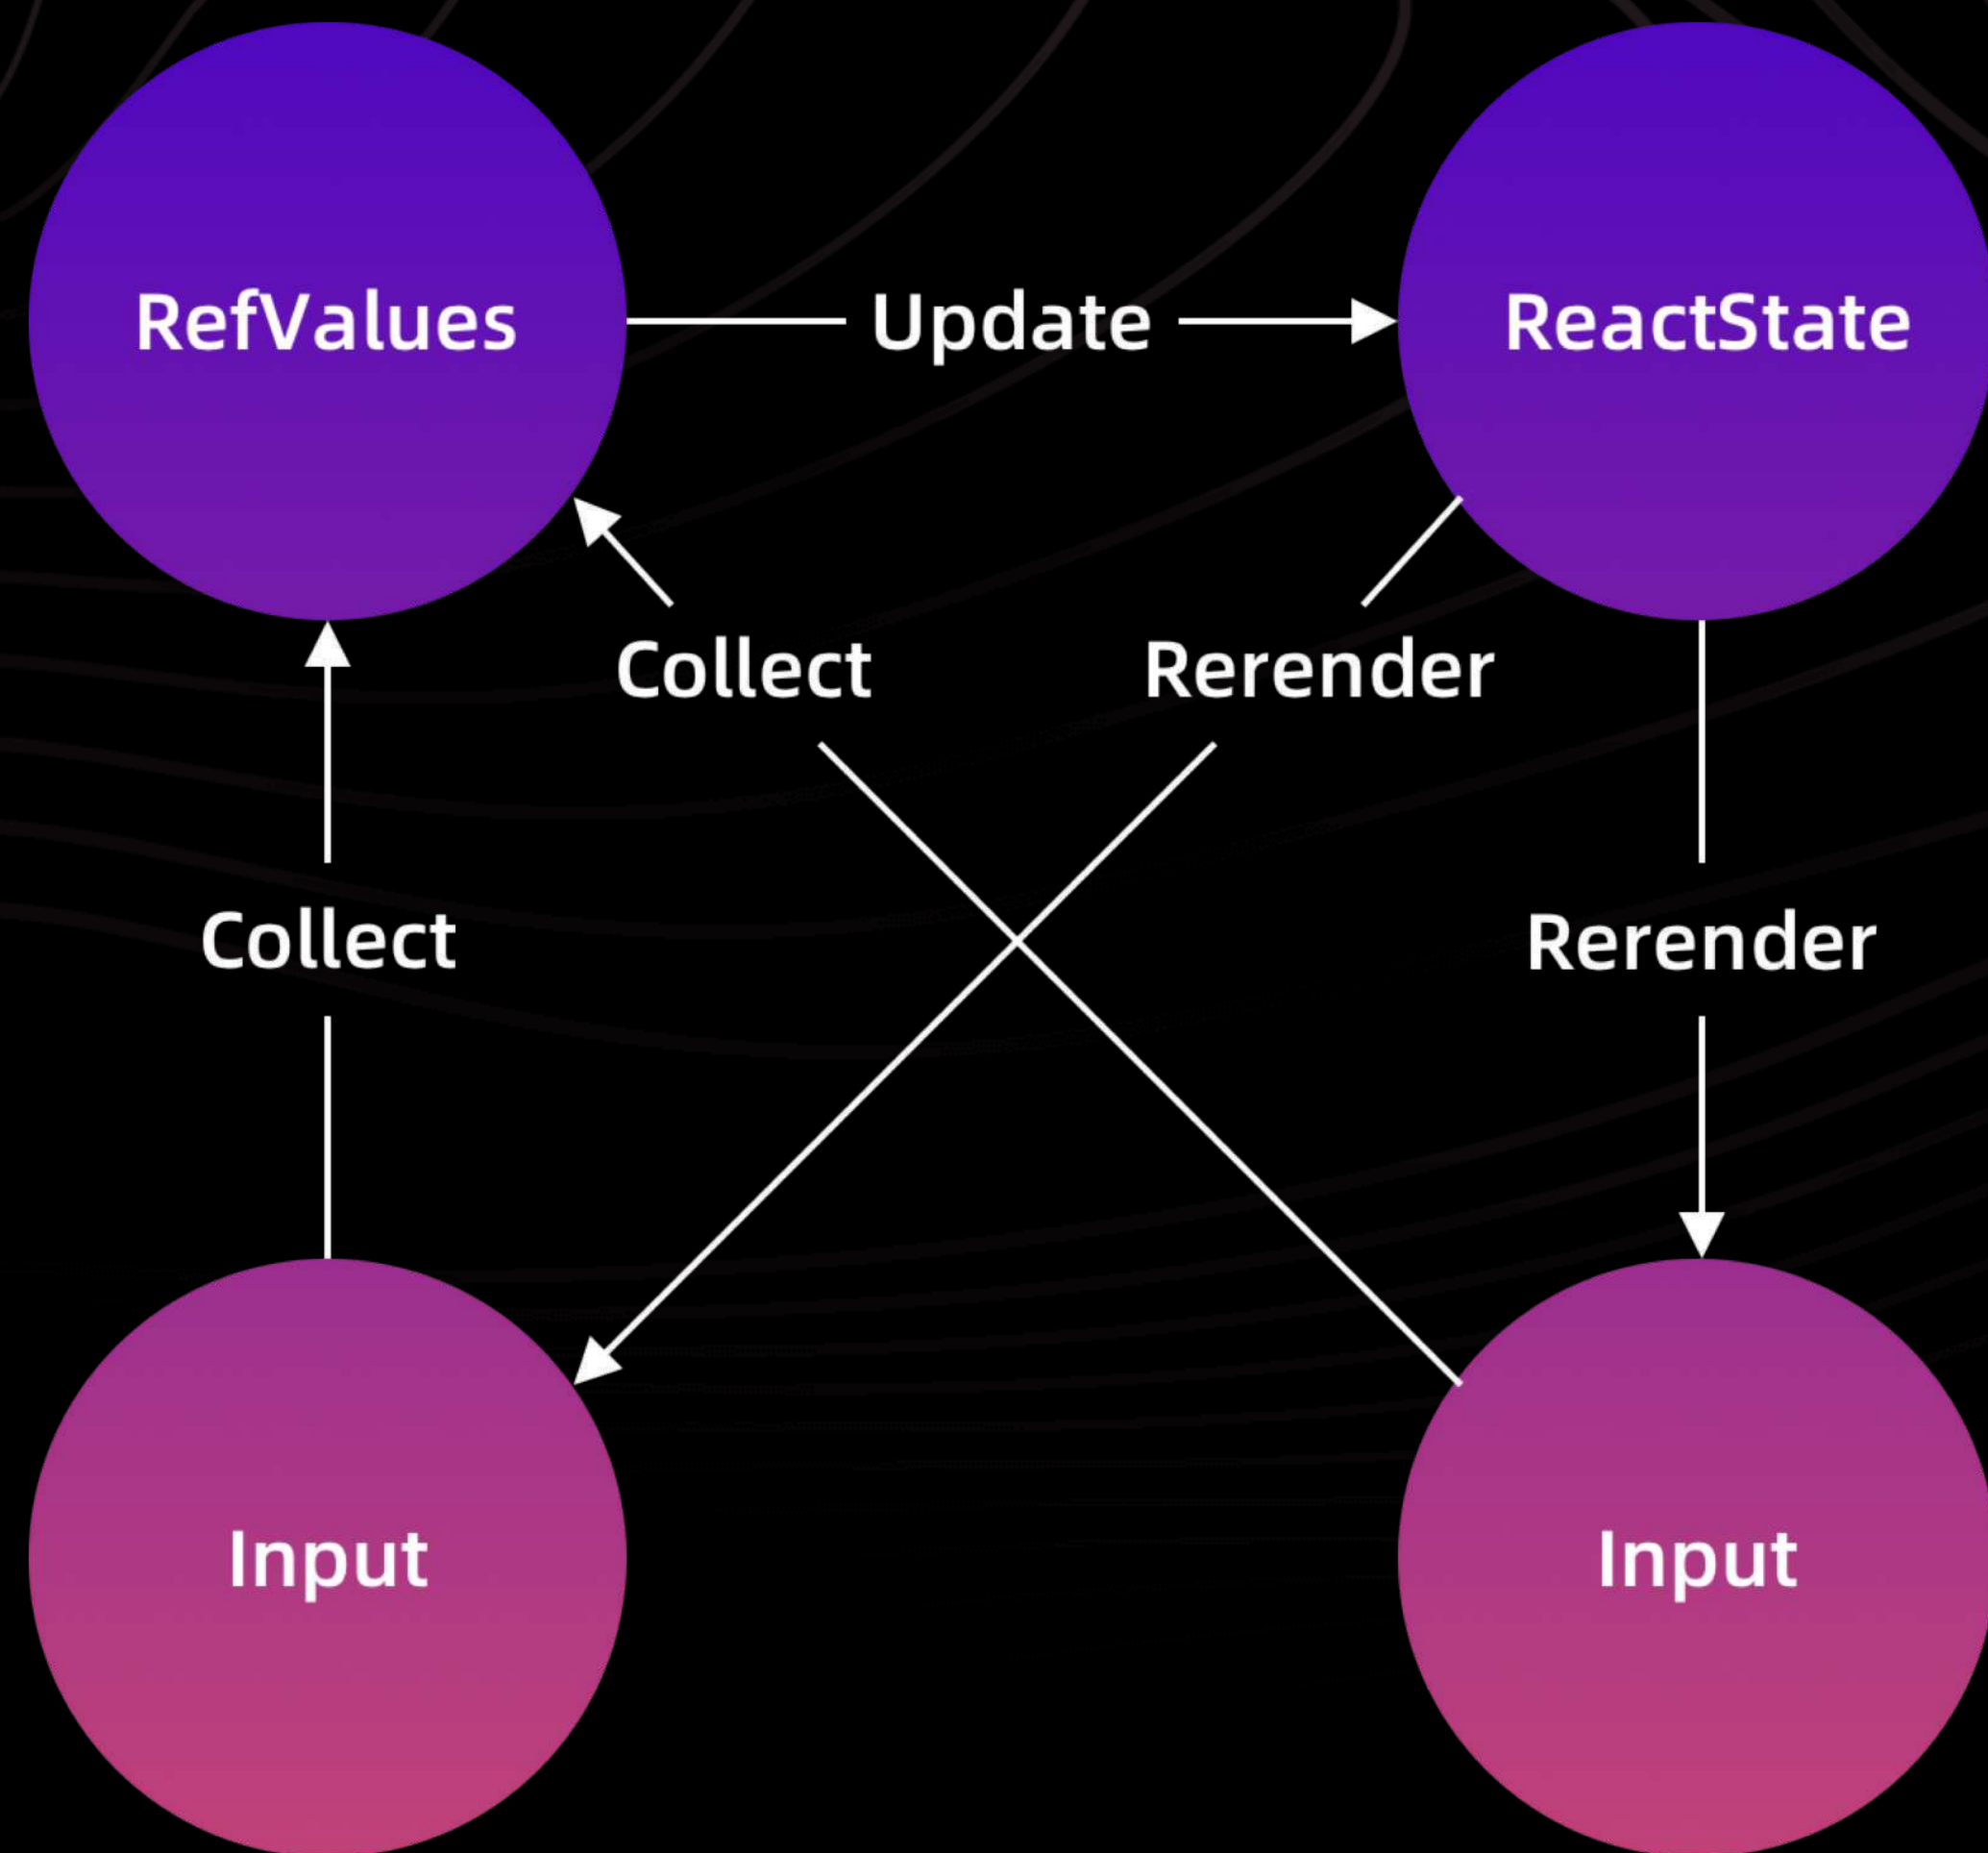 RefValues
Update
ReactState
Collect
Rerender
Collect
Rerender
Input
Input